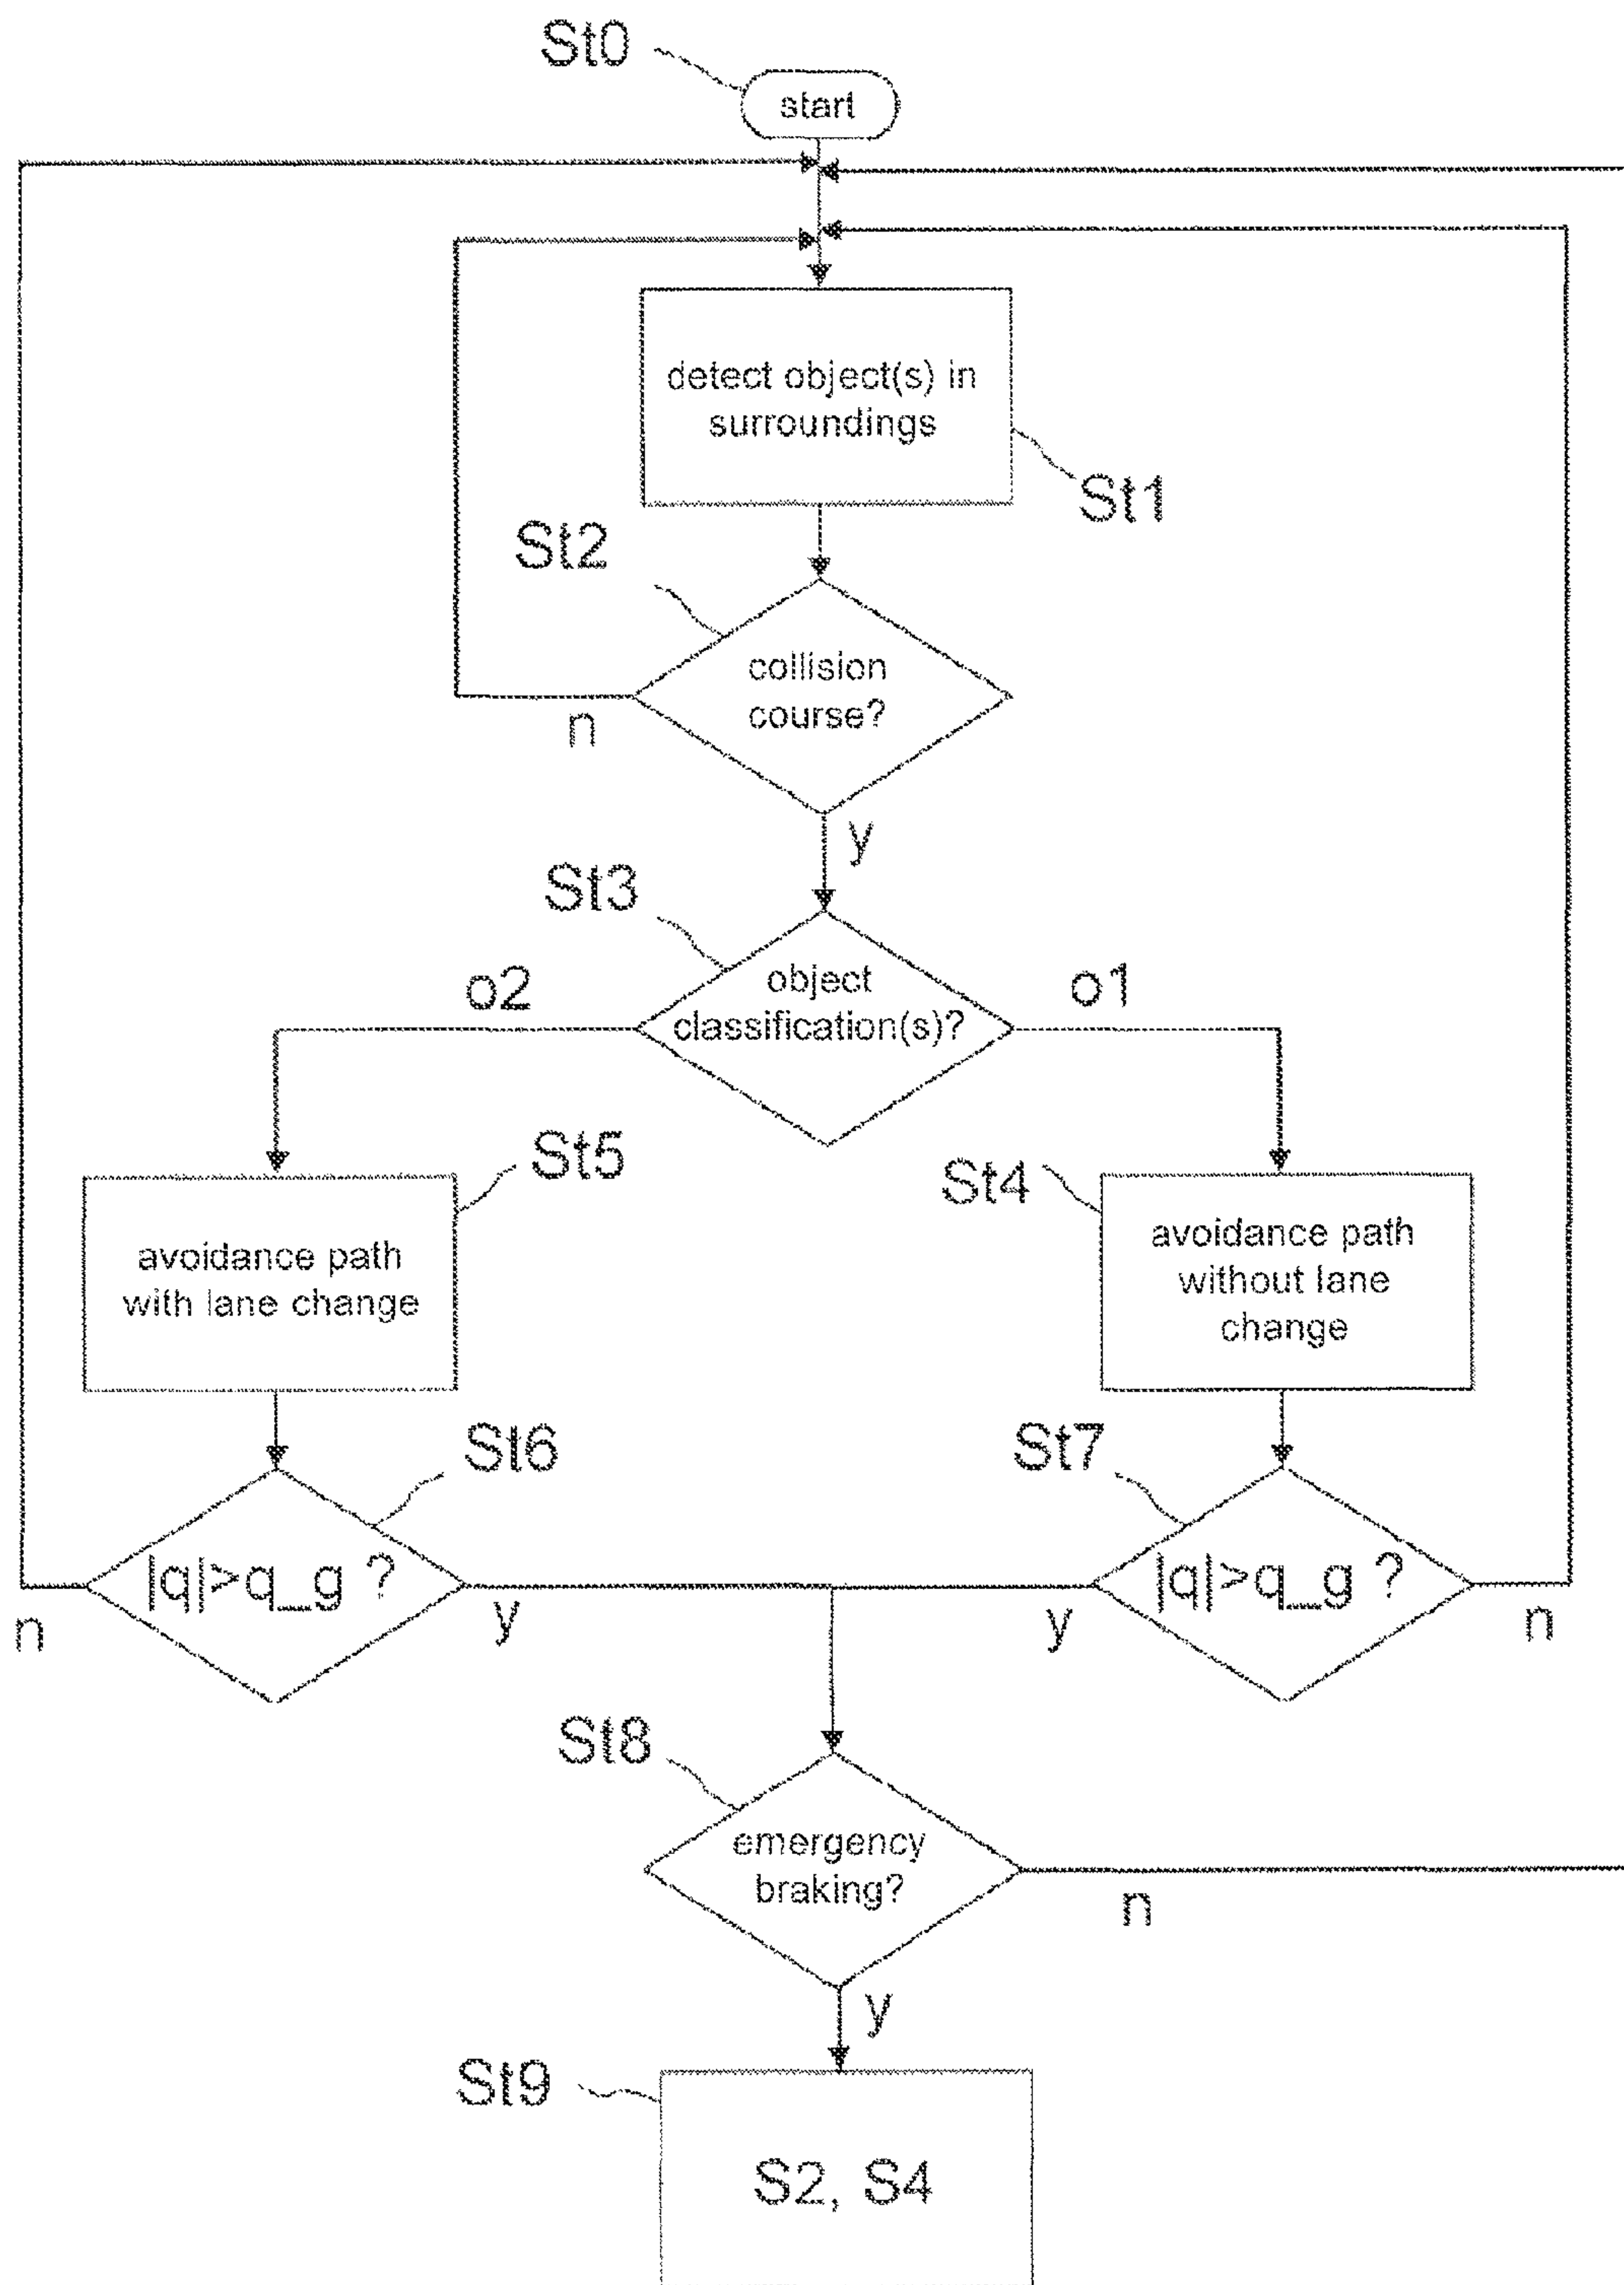 St0
start
detect object(s) in
surroundings
St1
St2
collision
course?
n
y
St3
object
classification(s)?
o2
o1
St5
avoidance path
with lane change
St4
avoidance path
without lane
change
St6
|q|>q_g ?
n
y
St7
|q|>q_g ?
y
n
St8
emergency
braking?
n
y
St9
S2, S4